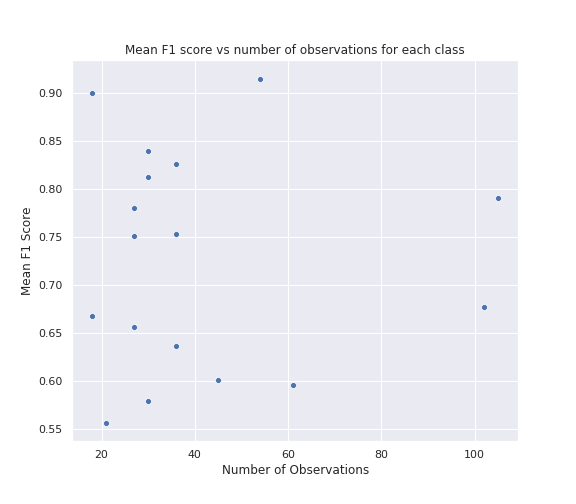 Mean F1 score vs number of observations for each class
Mean F1 Score
0.90
0.85
0.80
0.75
0.70
0.65
0.60
0.55
20 40 60 80 100
Number of Observations